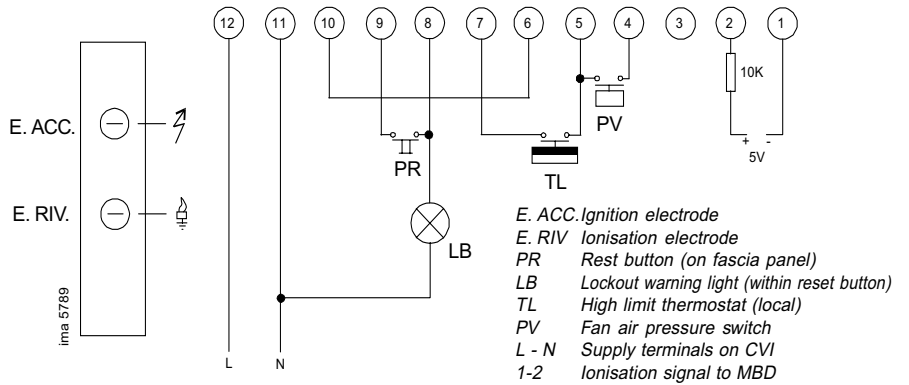 12 11 10 9 8 7 6 5 4 3 2 1
10K
E. ACC.
PV
+ -
5V
PR
TL
E. RIV.
LB
E. ACC. Ignition electrode
E. RIV Ionisation electrode
PR Rest button (on fascia panel)
LB Lockout warning light (within reset button)
TL High limit thermostat (local)
PV Fan air pressure switch
L - N Supply terminals on CVI
1-2 Ionisation signal to MBD
ima 5789
L N